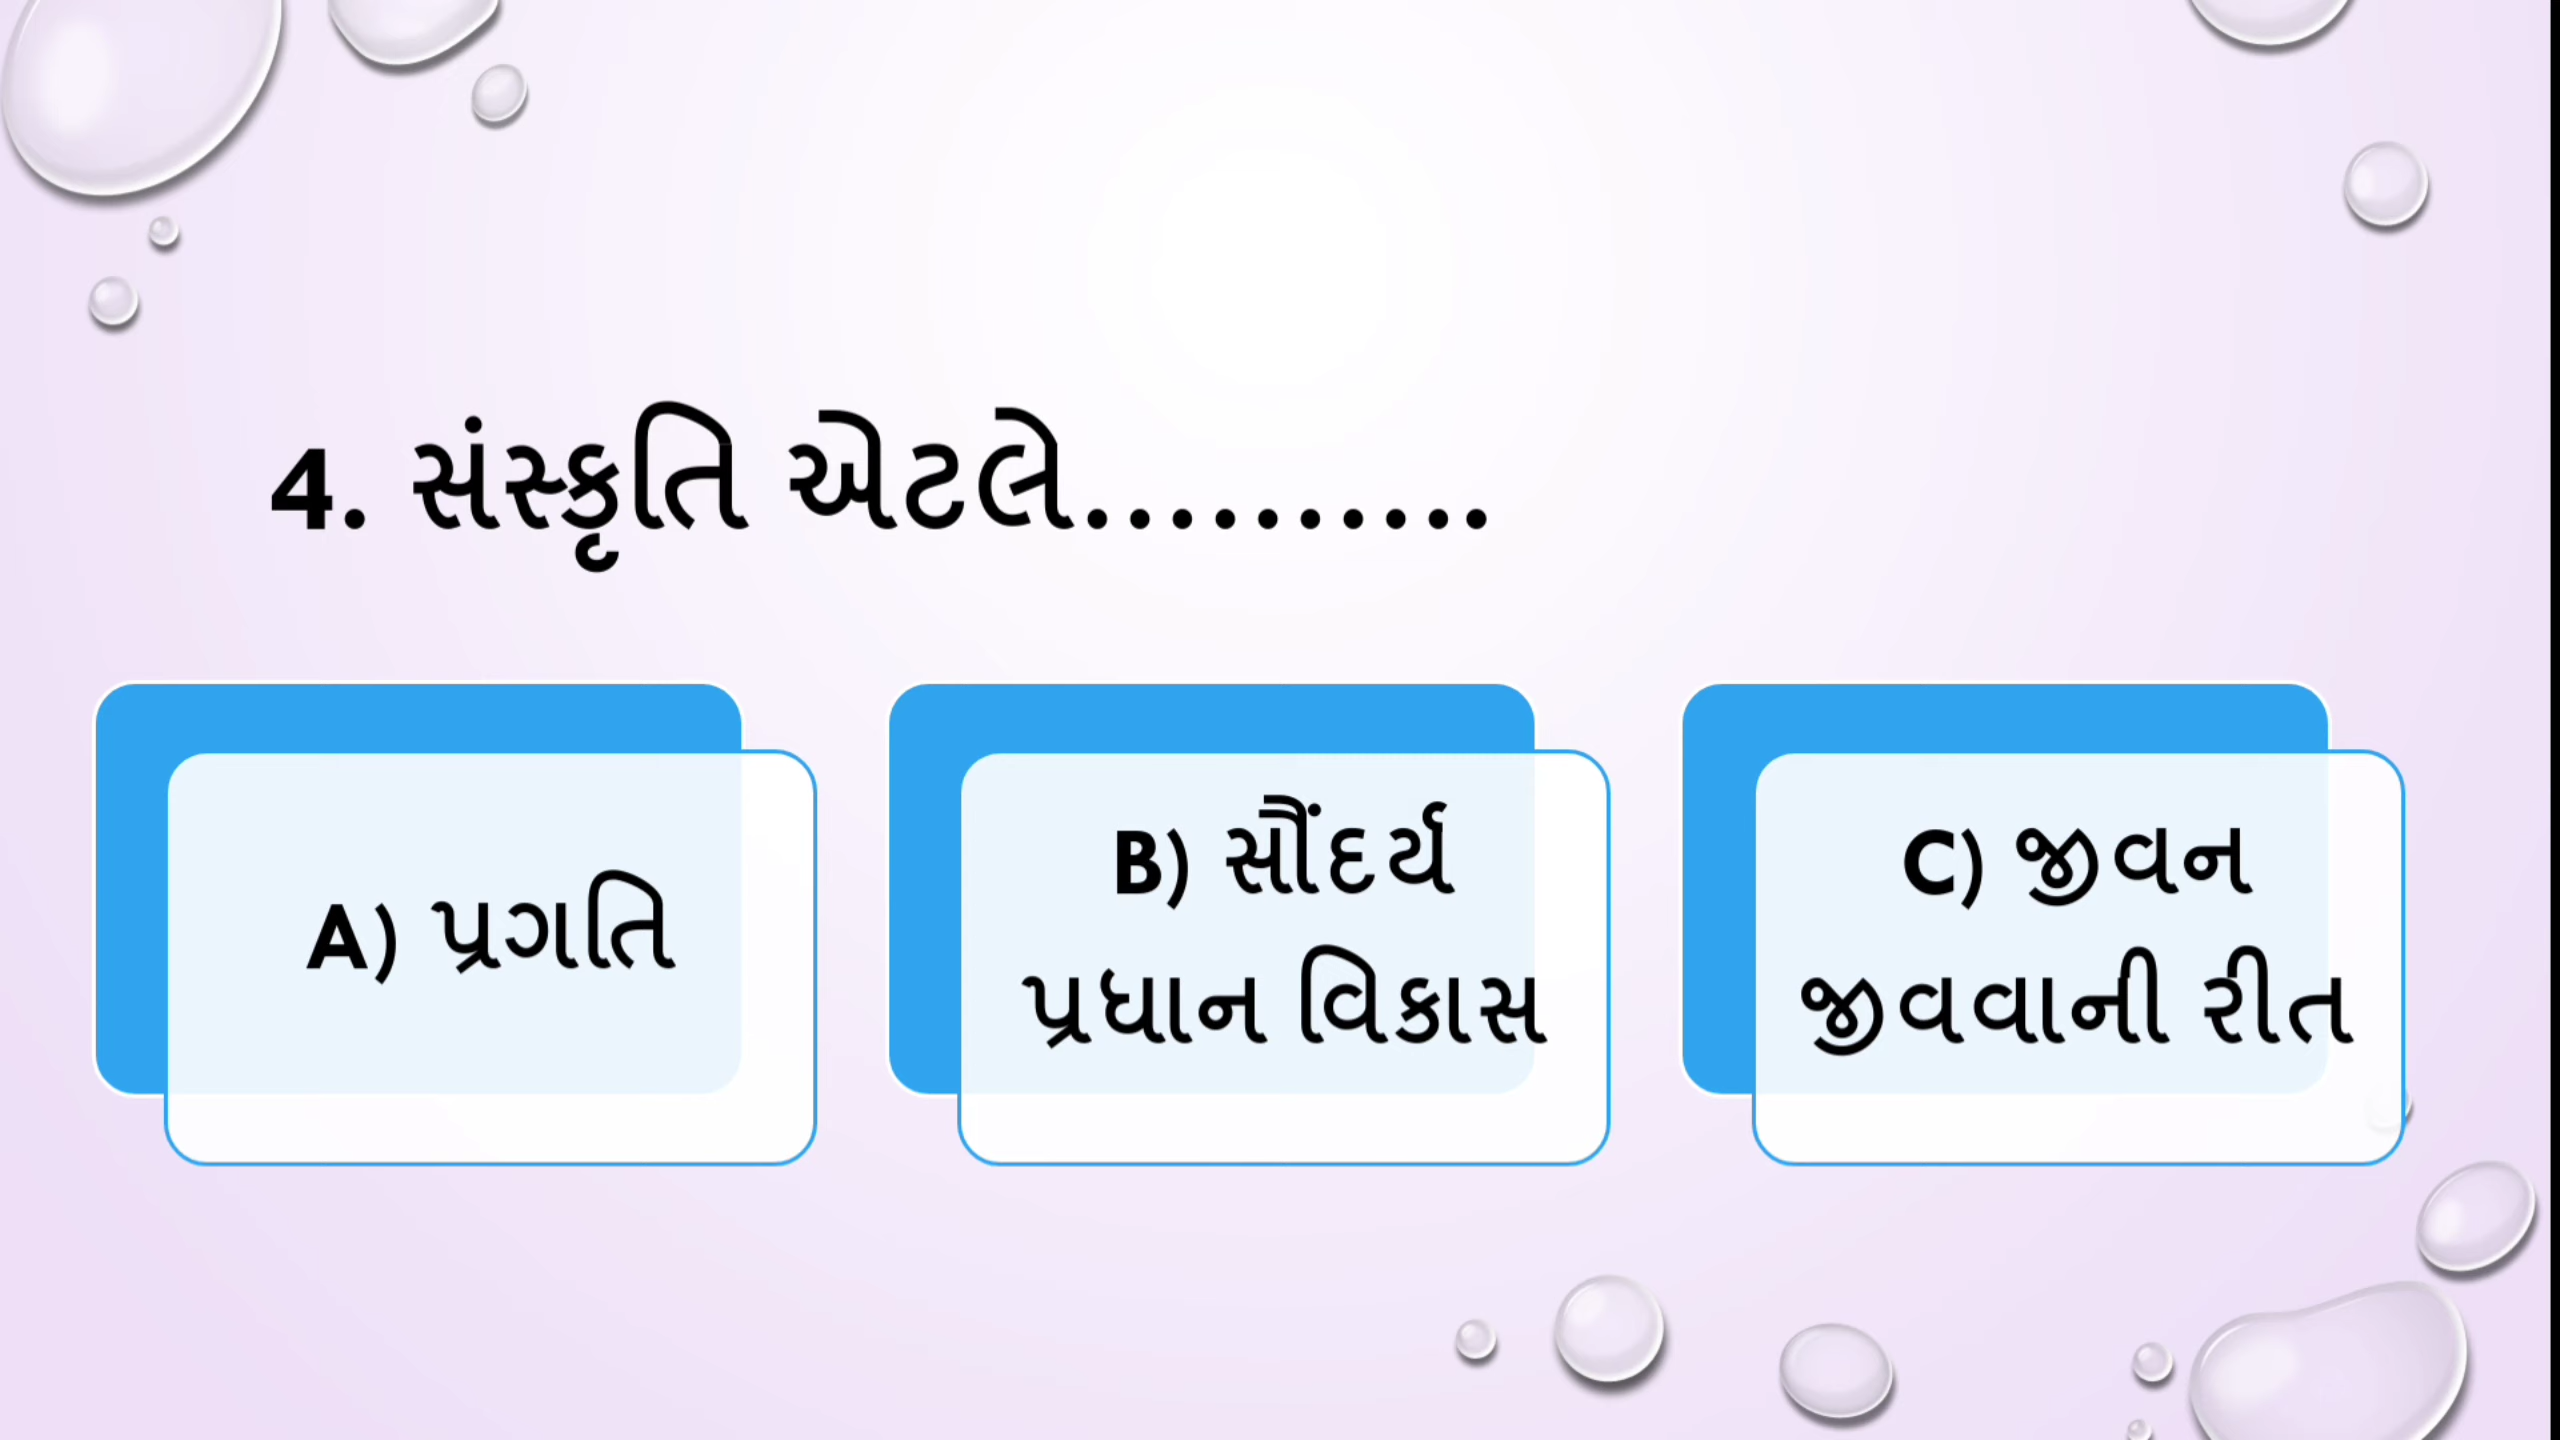 4. સંસ્કૃતિ એટલે..........
A) પ્રગતિ
B) સૌંદર્ય
પ્રધાન વિકાસ
C) જીવન
જીવવાની રીત